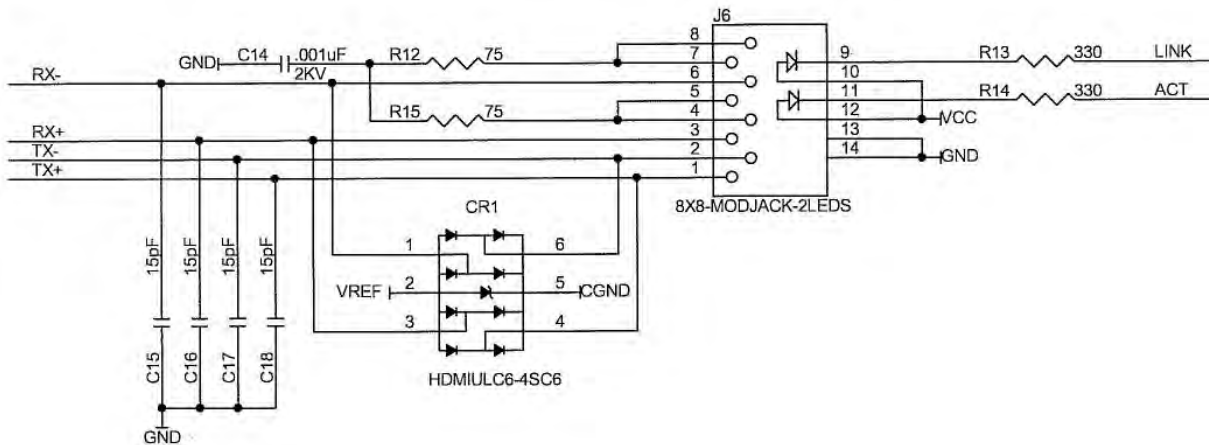 J6
GND C14 .001uF R12 75 8 9 R13 330 LINK
2KV 7 10
RX- 6 11 R14 330 ACT
R15 75 5 12 VCC
4 13
RX+ 3 14 GND
TX- 2
TX+ 1
8X8-MODJACK-2LEDS
CR1
15pF 15pF 15pF 15pF
1 6
VREF 2 5 CGND
3 4
C15 C16 C17 C18
HDMIULC6-4SC6
GND